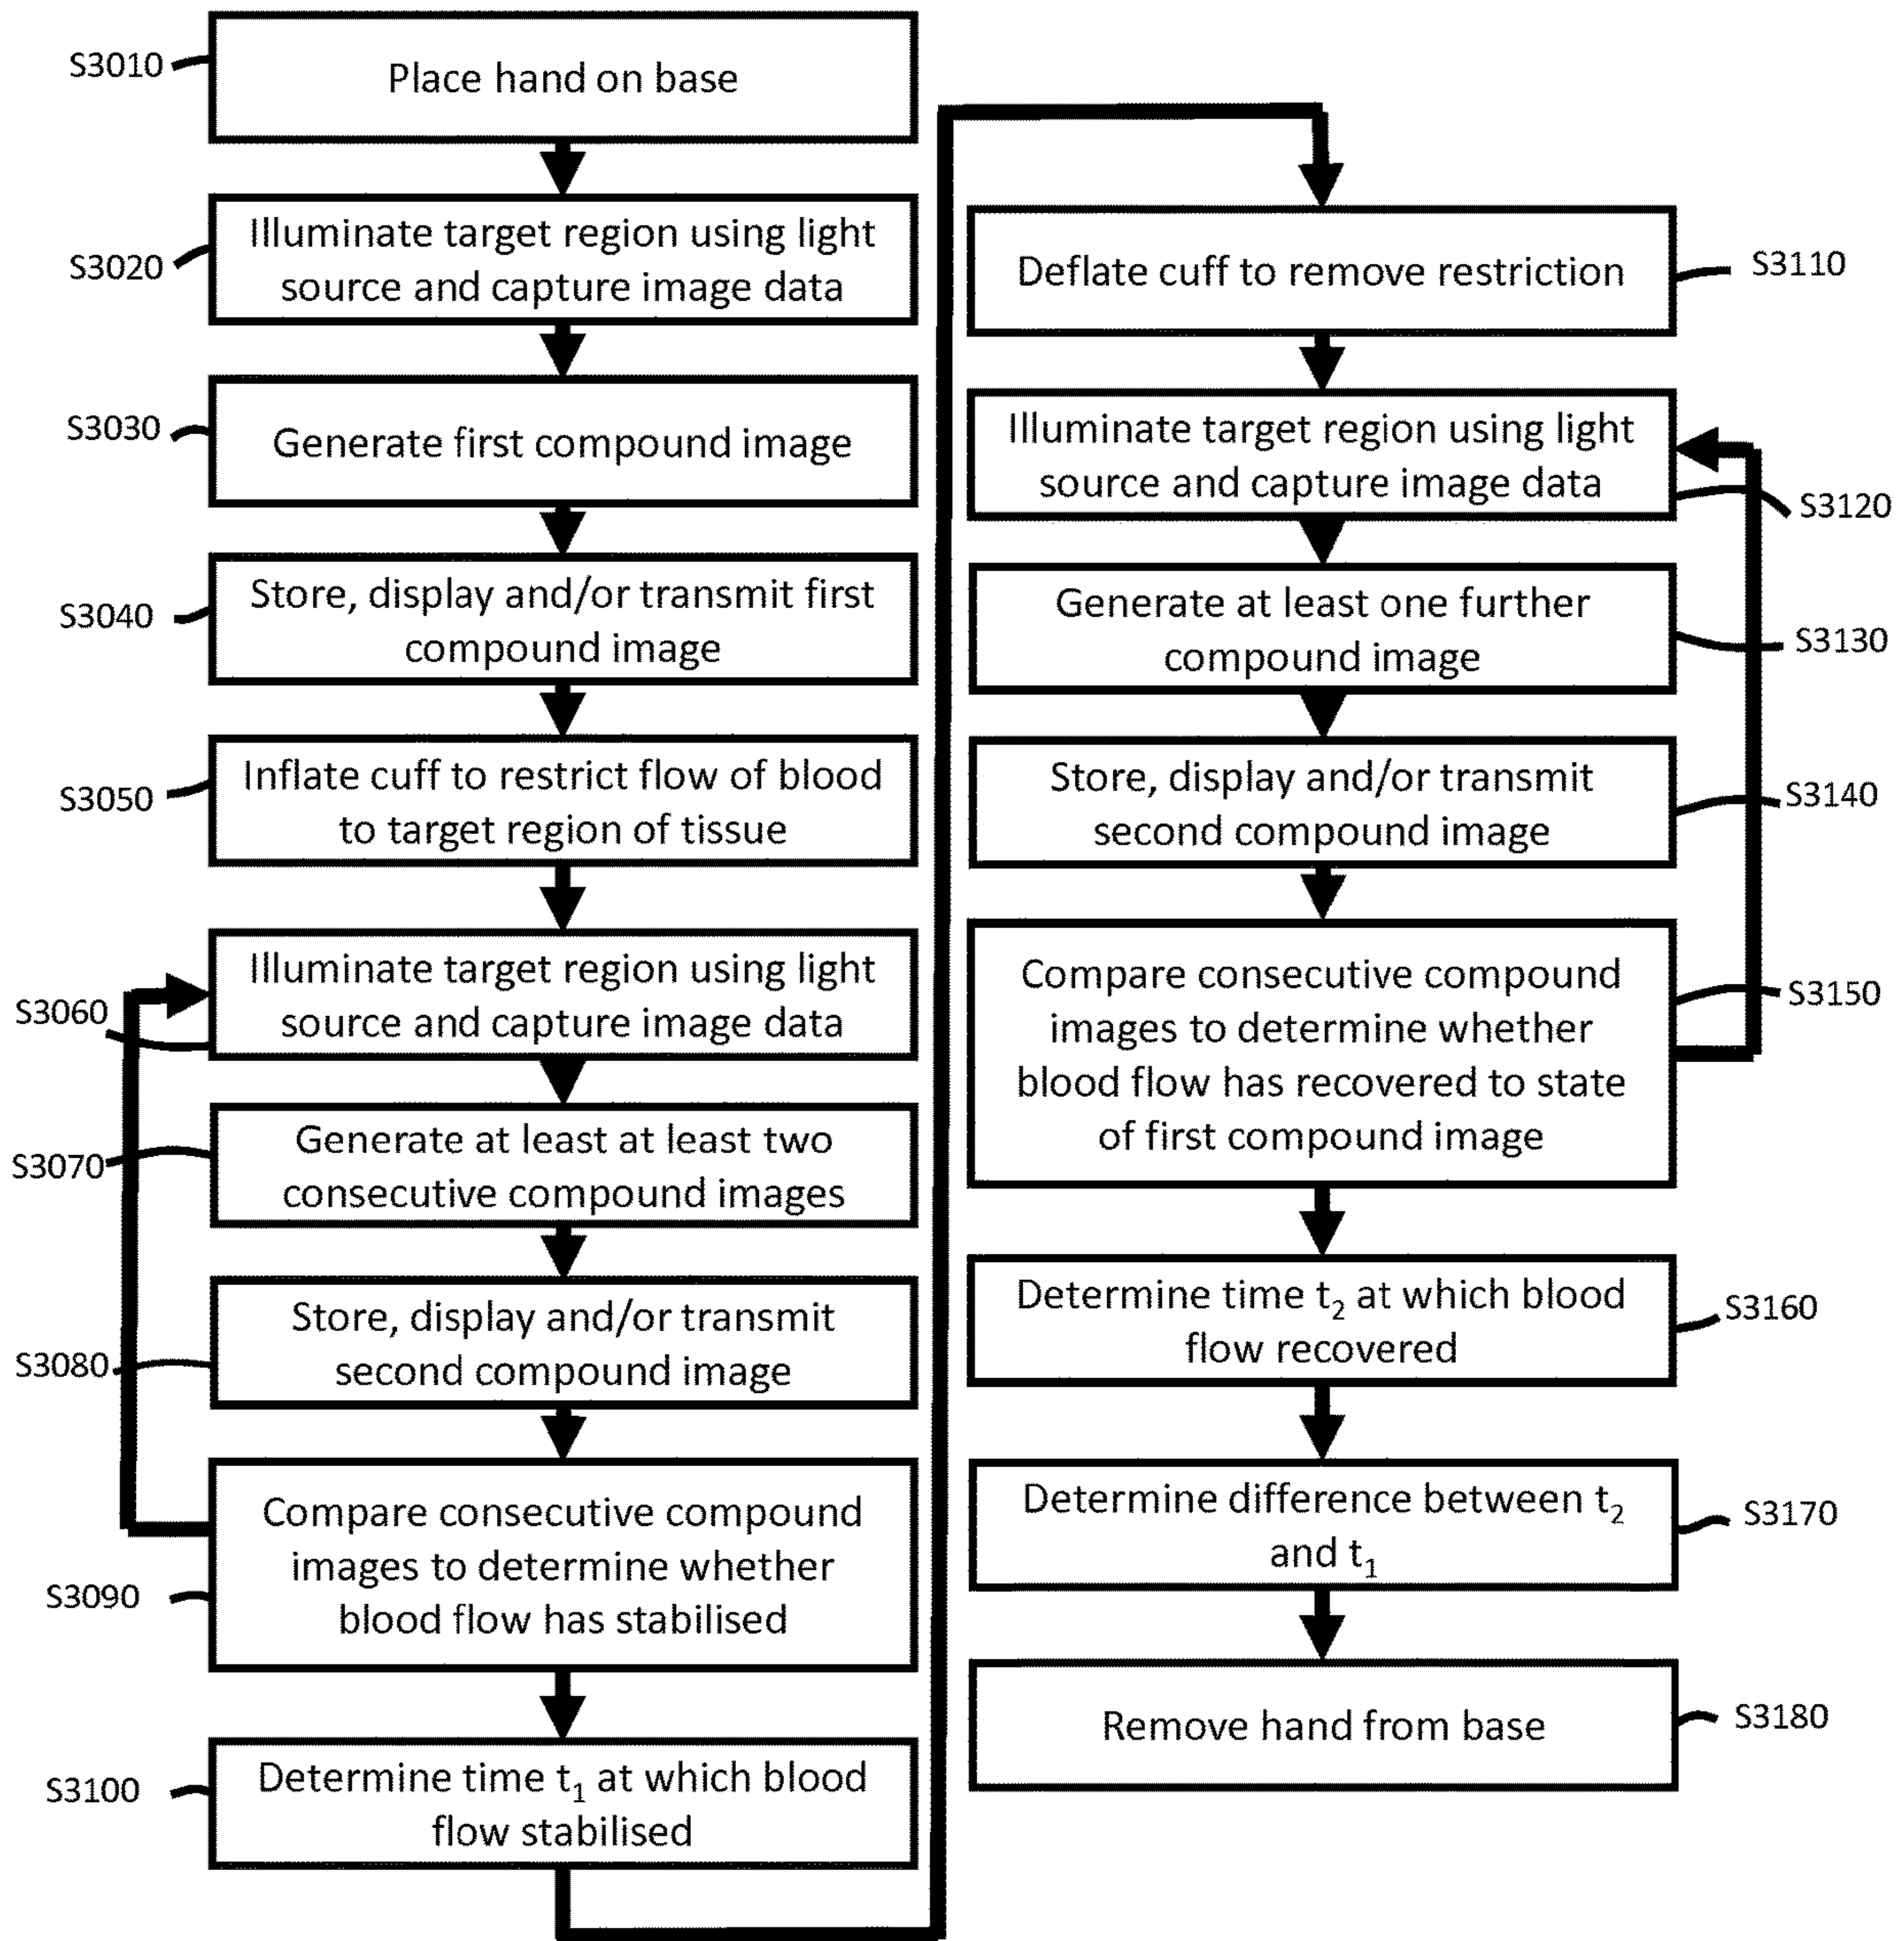 S3010
Place hand on base
S3020
Illuminate target region using light
source and capture image data
S3030
Generate first compound image
S3040
Store, display and/or transmit first
compound image
S3050
Inflate cuff to restrict flow of blood
to target region of tissue
S3060
Illuminate target region using light
source and capture image data
S3070
Generate at least at least two
consecutive compound images
S3080
Store, display and/or transmit
second compound image
S3090
Compare consecutive compound
images to determine whether
blood flow has stabilised
S3100
Determine time t₁ at which blood
flow stabilised
Deflate cuff to remove restriction
S3110
Illuminate target region using light
source and capture image data
S3120
Generate at least one further
compound image
S3130
Store, display and/or transmit
second compound image
S3140
Compare consecutive compound
images to determine whether
blood flow has recovered to state
of first compound image
S3150
Determine time t₂ at which blood
flow recovered
S3160
Determine difference between t₂
and t₁
S3170
Remove hand from base
S3180